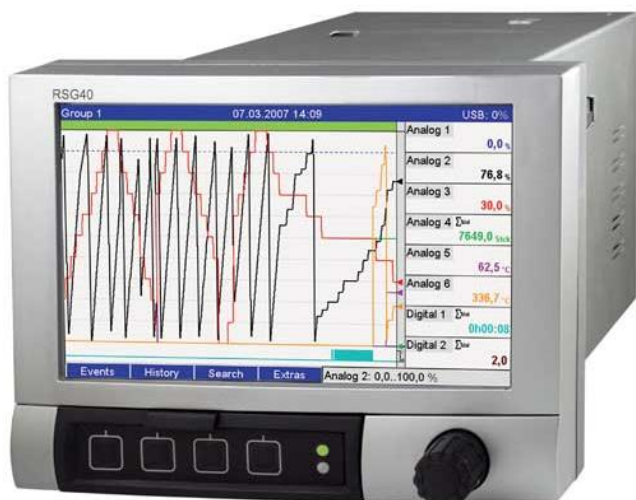 RSG40
Group 1 07.03.2007 14:09 USB: 0%
Analog 1
0,0 %
Analog 2
76,8 %
Analog 3
30,0 %
Analog 4
7649,0 Stck
Analog 5
62,5 °C
Analog 6
336,7 °C
Digital 1
0h00:08
Digital 2
2,0
Events History Search Extras Analog 2: 0,0..100,0 %